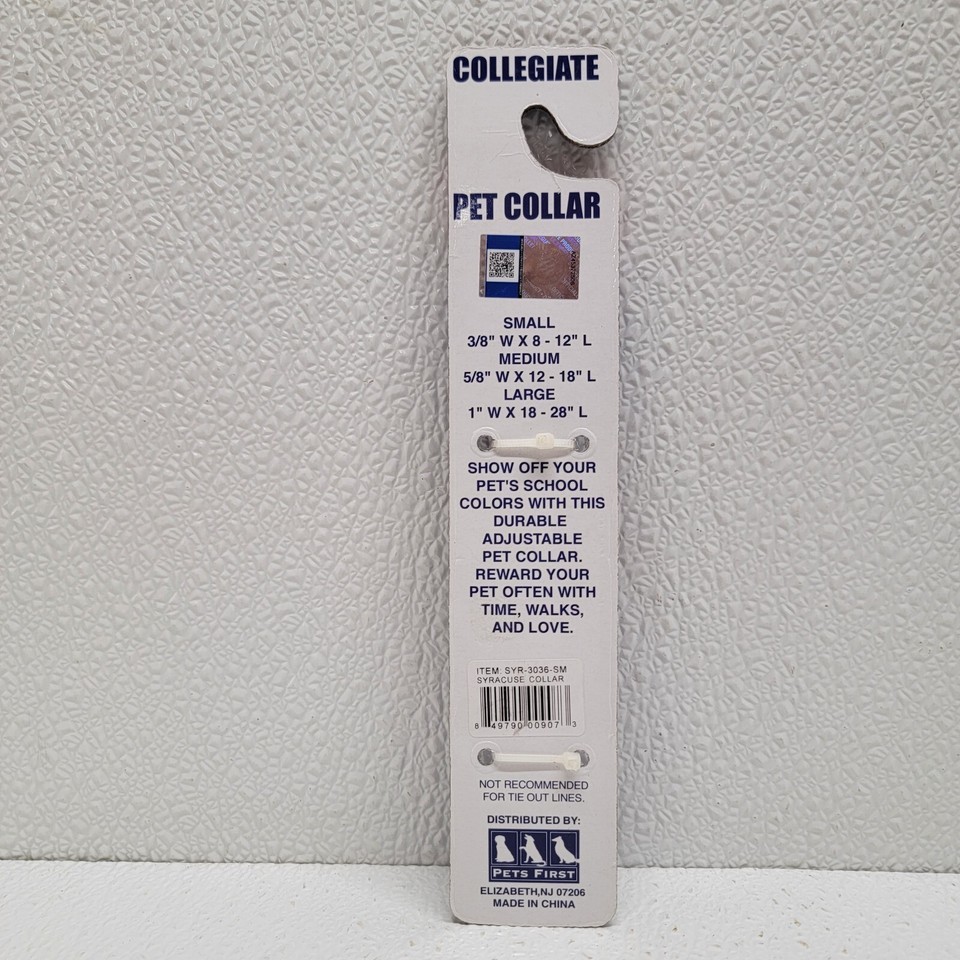 COLLEGIATE
PET COLLAR
SMALL
3/8" W X 8 - 12" L
MEDIUM
5/8" W X 12 - 18" L
LARGE
1" W X 18 - 28" L
SHOW OFF YOUR
PET'S SCHOOL
COLORS WITH THIS
DURABLE
ADJUSTABLE
PET COLLAR.
REWARD YOUR
PET OFTEN WITH
TIME, WALKS,
AND LOVE.
ITEM: SYR-3036-SM
SYRACUSE COLLAR
8 49790 00907 3
NOT RECOMMENDED
FOR TIE OUT LINES.
DISTRIBUTED BY:
PETS FIRST
ELIZABETH,NJ 07206
MADE IN CHINA